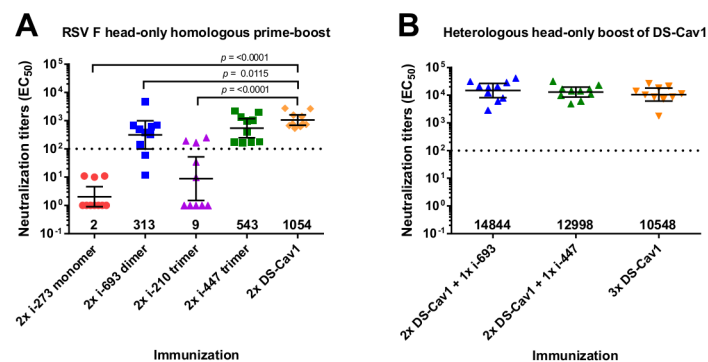 A
RSV F head-only homologous prime-boost
p = <0.0001
p = 0.0115
p = <0.0001
Neutralization titers (EC50)
10^5
10^4
10^3
10^2
10^1
10^0
10^-1
2
313
9
543
1054
2x i-273 monomer
2x i-693 dimer
2x i-210 trimer
2x i-447 trimer
2x DS-Cav1
Immunization
B
Heterologous head-only boost of DS-Cav1
Neutralization titers (EC50)
10^5
10^4
10^3
10^2
10^1
10^0
10^-1
14844
12998
10548
2x DS-Cav1 + 1x i-693
2x DS-Cav1 + 1x i-447
3x DS-Cav1
Immunization